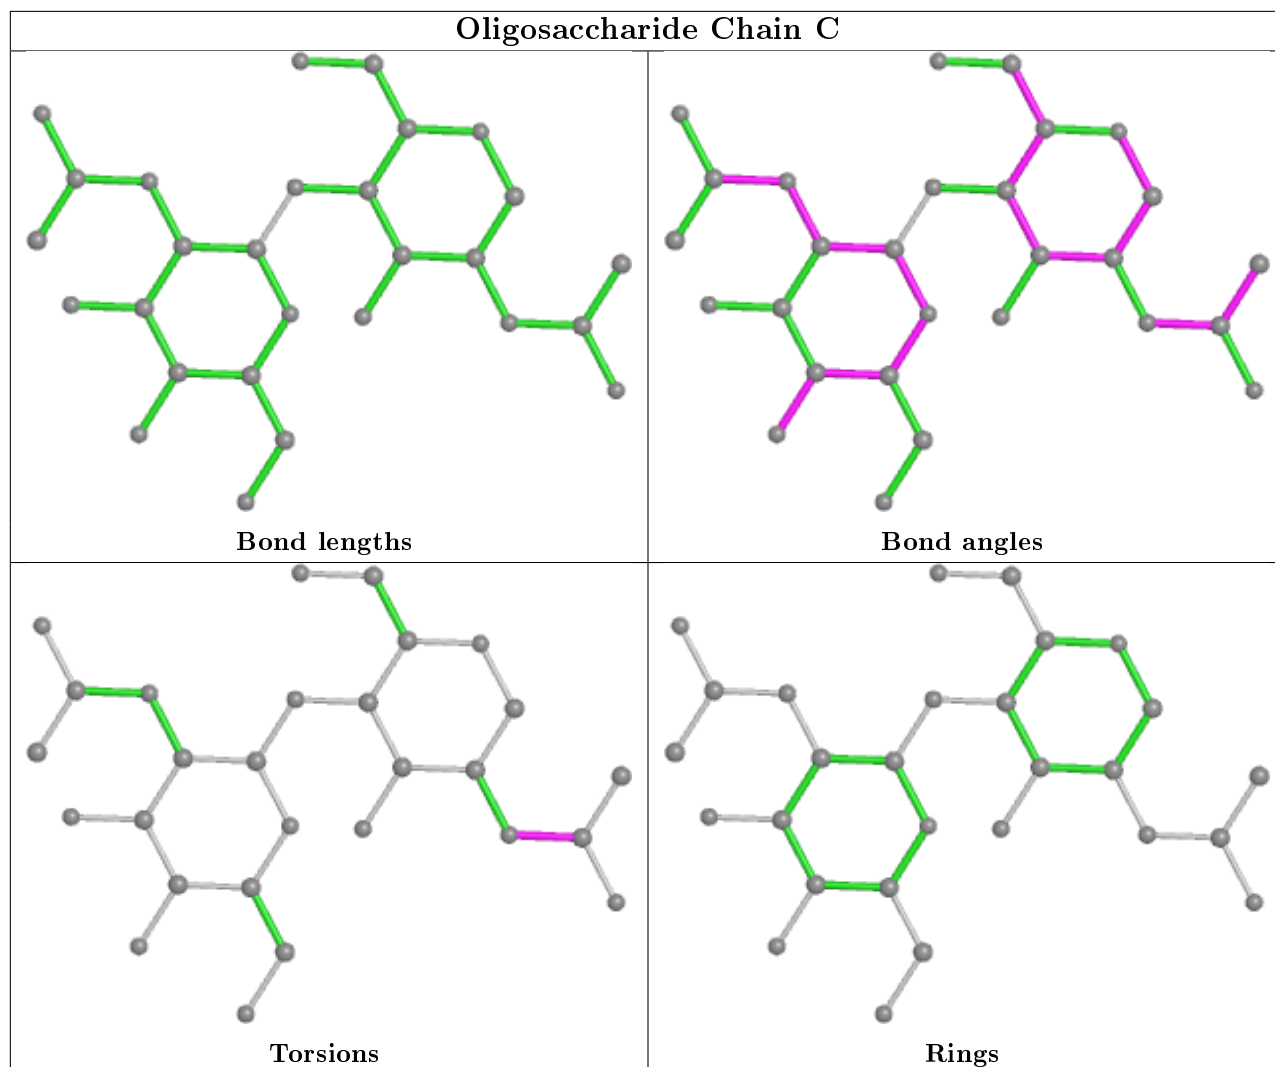 Oligosaccharide Chain C
Bond lengths
Bond angles
Torsions
Rings